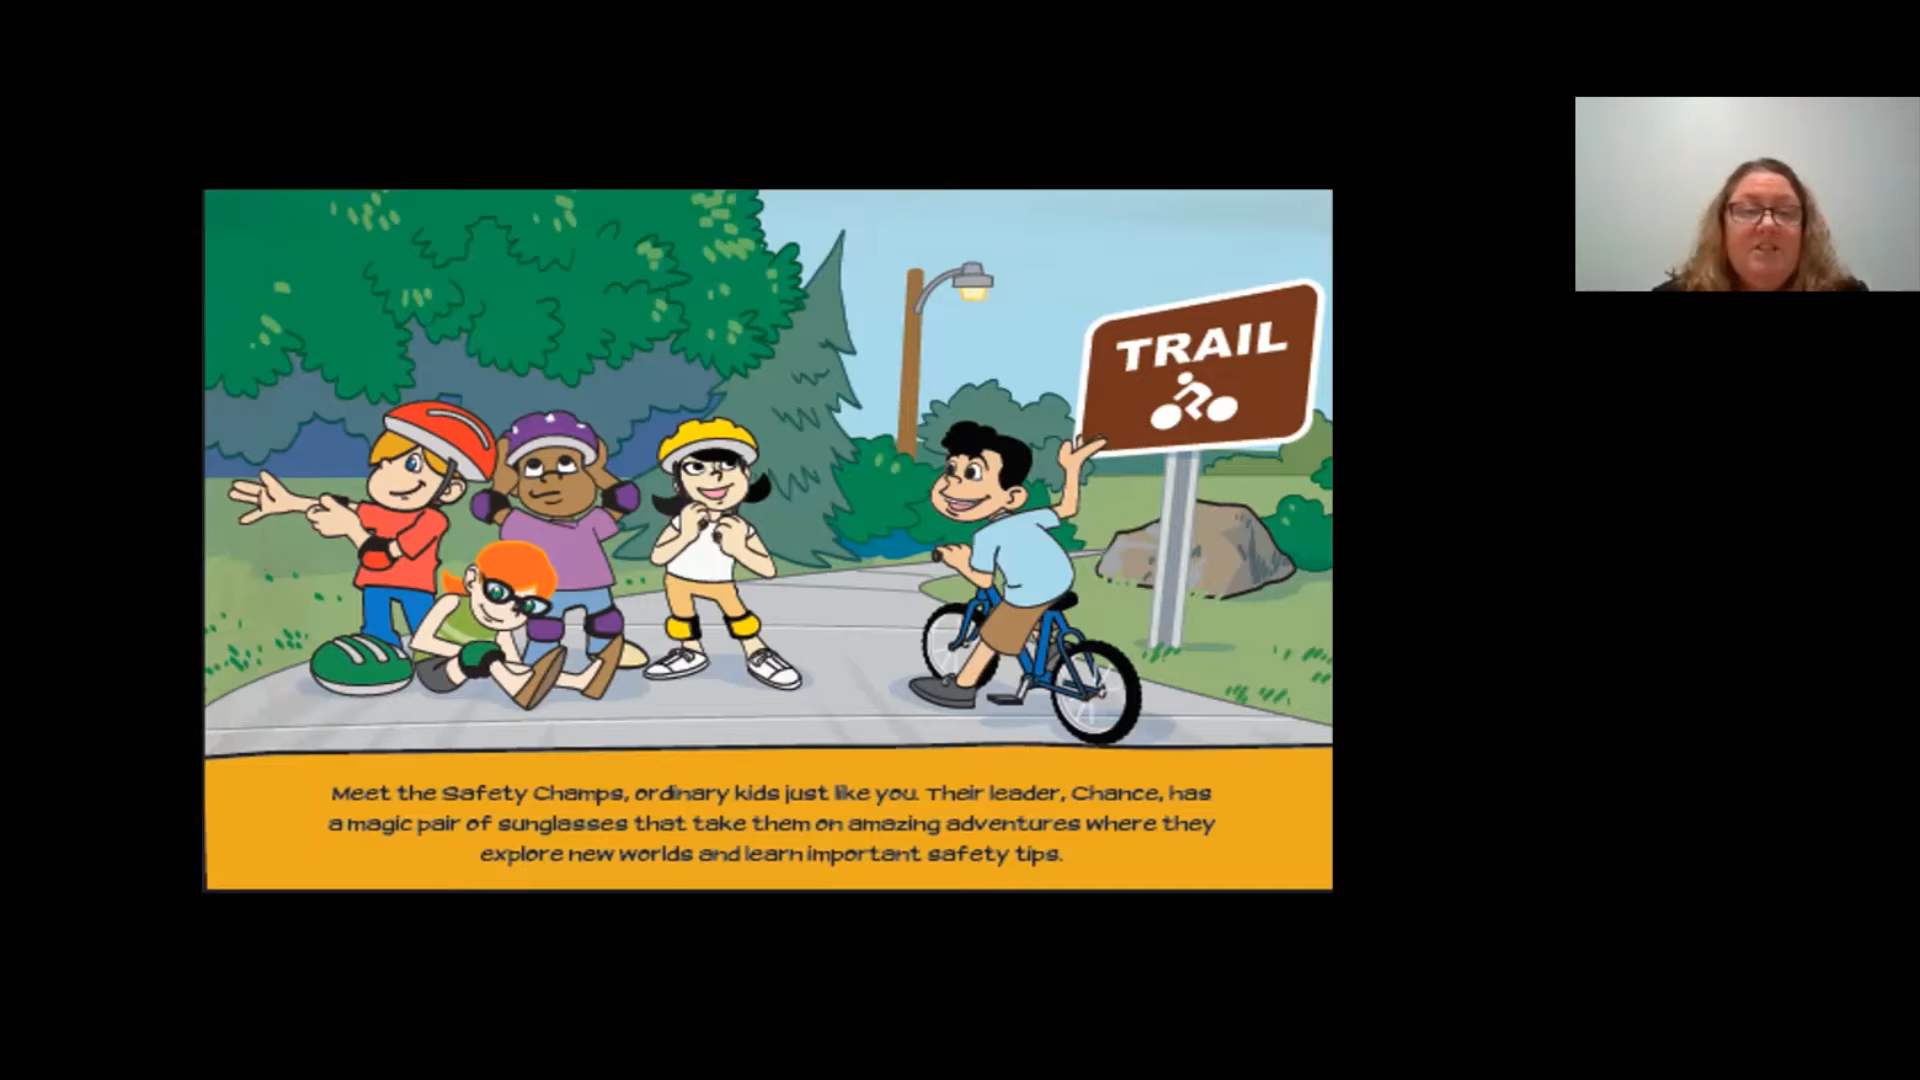 TRAIL
Meet the Safety Champs, ordinary kids just like you. Their leader, Chance, has
a magic pair of sunglasses that take them on amazing adventures where they
explore new worlds and learn important safety tips.